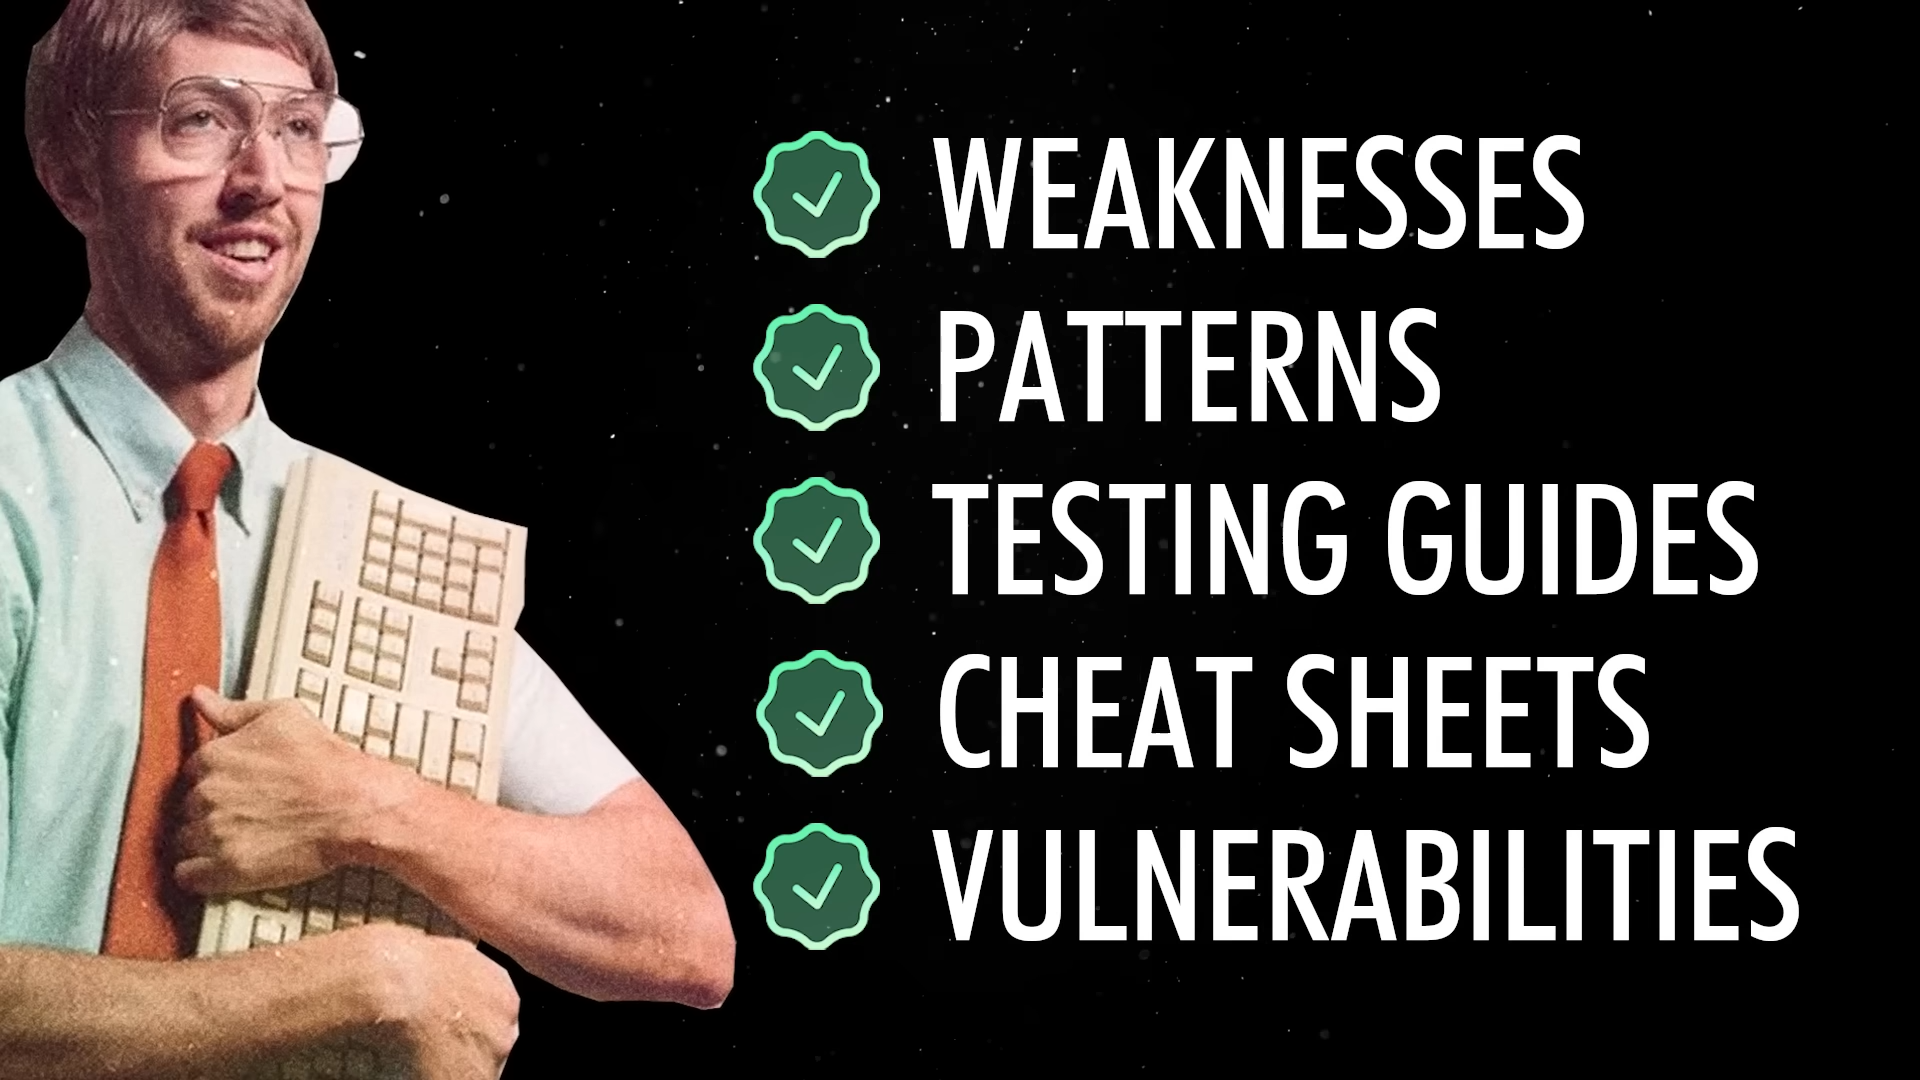 WEAKNESSES
PATTERNS
TESTING GUIDES
CHEAT SHEETS
VULNERABILITIES